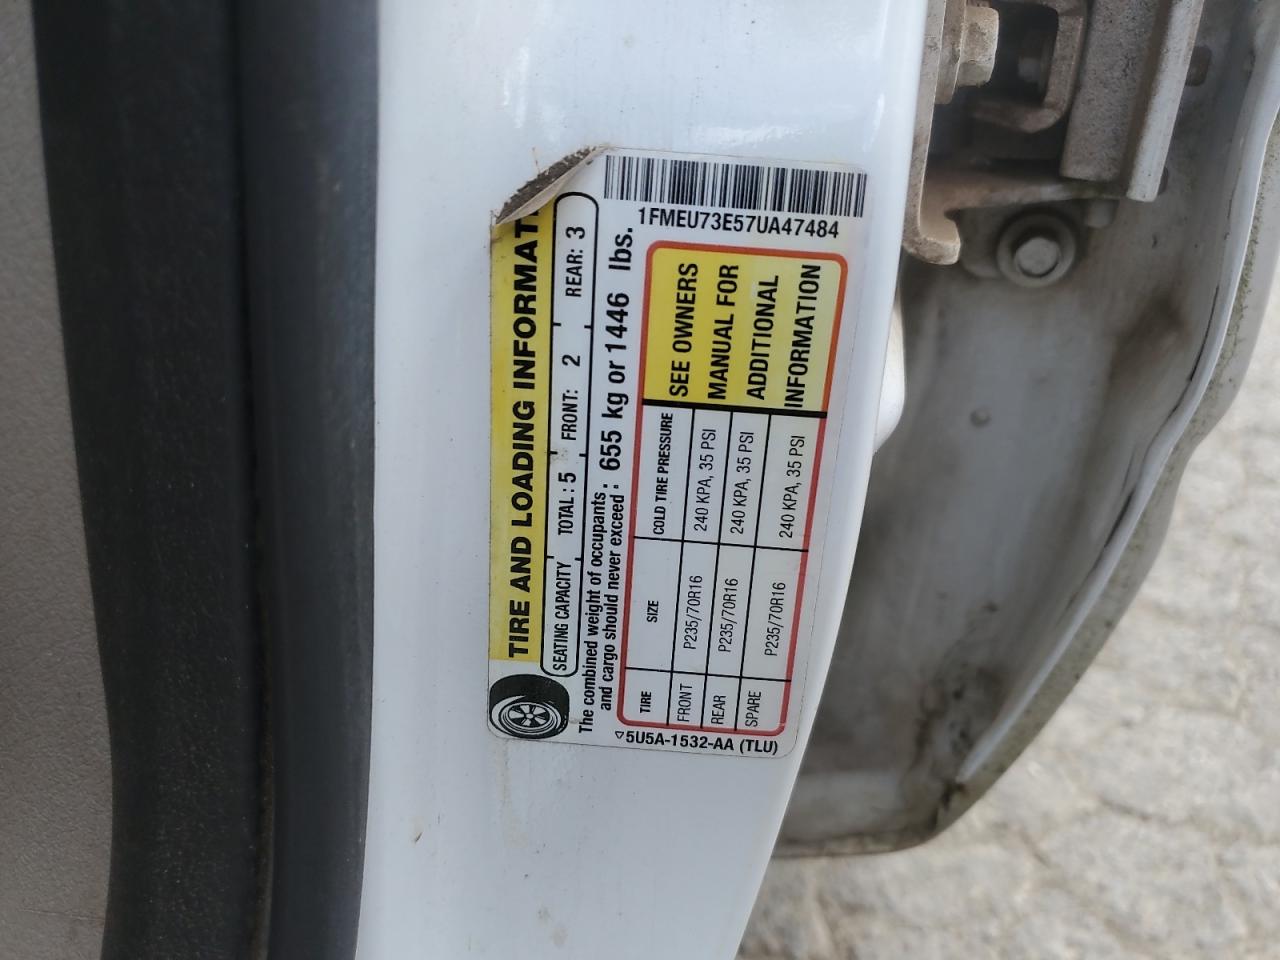 TIRE AND LOADING INFORMAT
SEATING CAPACITY TOTAL: 5 FRONT: 2 REAR: 3
The combined weight of occupants
and cargo should never exceed: 655 kg or 1446 lbs.
TIRE SIZE COLD TIRE PRESSURE
FRONT P235/70R16 240 KPA, 35 PSI
REAR P235/70R16 240 KPA, 35 PSI
SPARE P235/70R16 240 KPA, 35 PSI
SEE OWNERS
MANUAL FOR
ADDITIONAL
INFORMATION
5U5A-1532-AA (TLU)
1FMEU73E57UA47484